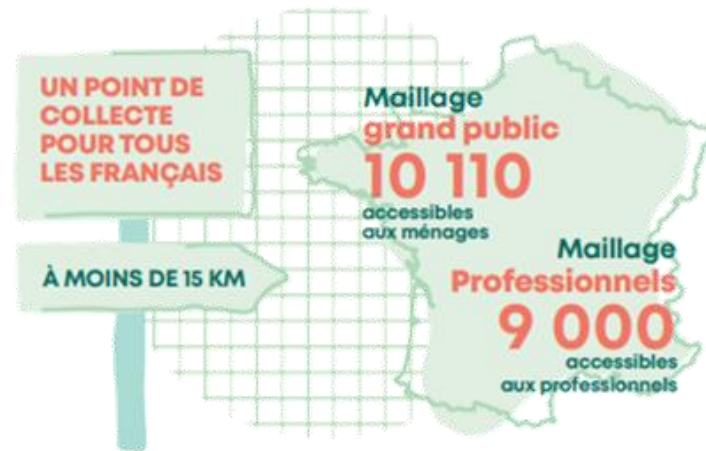 UN POINT DE
COLLECTE
POUR TOUS
LES FRANÇAIS
À MOINS DE 15 KM
Maillage
grand public
10 110
accessibles
aux ménages
Maillage
Professionnels
9 000
accessibles
aux professionnels